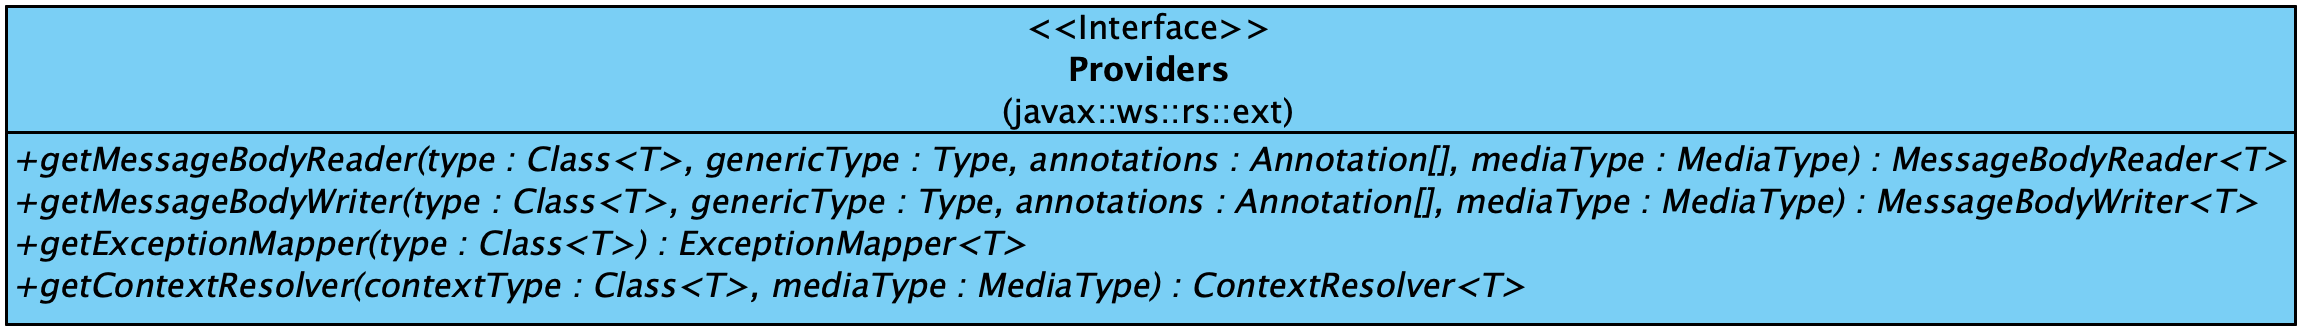 <<Interface>>
Providers
(javax::ws::rs::ext)
+getMessageBodyReader(type : Class<T>, genericType : Type, annotations : Annotation[], mediaType : MediaType) : MessageBodyReader<T>
+getMessageBodyWriter(type : Class<T>, genericType : Type, annotations : Annotation[], mediaType : MediaType) : MessageBodyWriter<T>
+getExceptionMapper(type : Class<T>) : ExceptionMapper<T>
+getContextResolver(contextType : Class<T>, mediaType : MediaType) : ContextResolver<T>